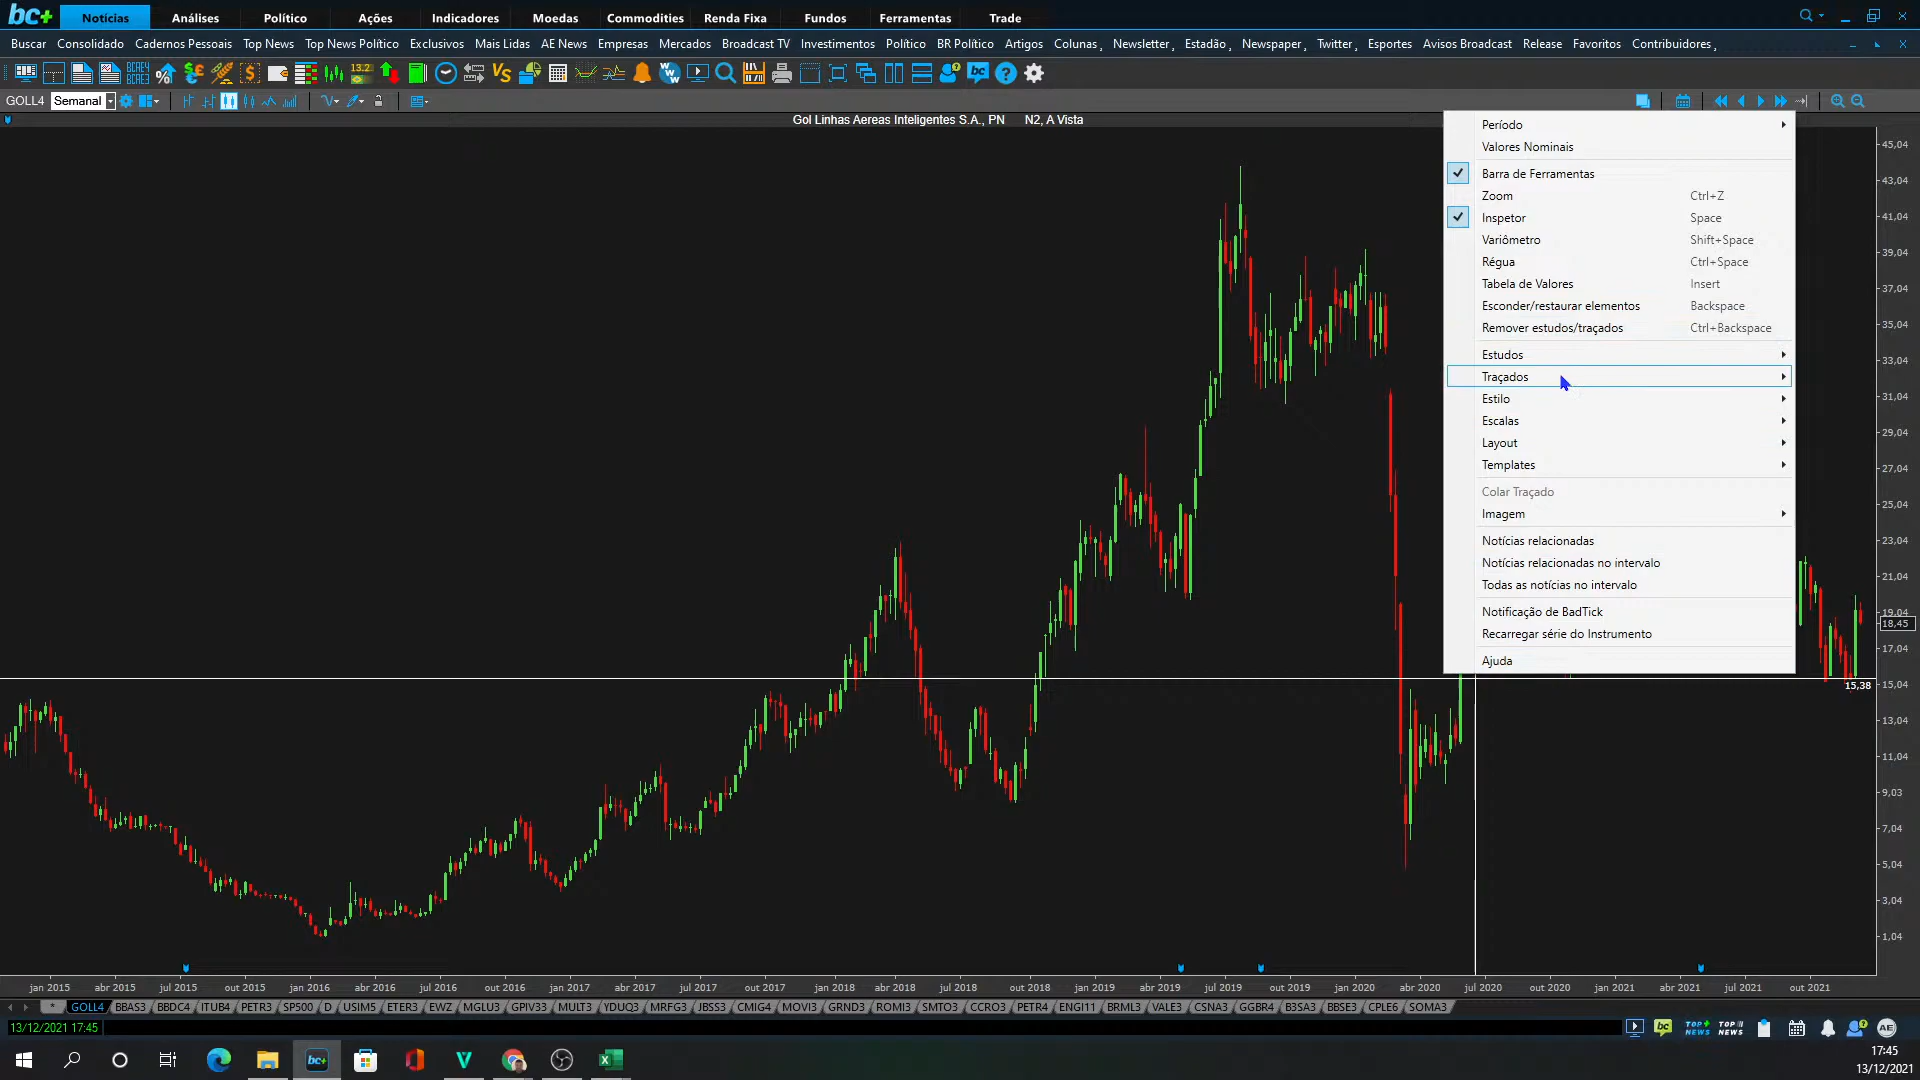 bc+ Notícias Análises Político Ações Indicadores Moedas Commodities Renda Fixa Fundos Ferramentas Trade
Buscar Consolidado Cadernos Pessoais Top News Top News Político Exclusivos Mais Lidas AE News Empresas Mercados Broadcast TV Investimentos Político BR Político Artigos Colunas Newsletter Estadão Newspaper Twitter Esportes Avisos Broadcast Release Favoritos Contribuidores
GOLL4 Semanal
Gol Linhas Aereas Inteligentes S.A., PN N2, A Vista
Período
Valores Nominais
Barra de Ferramentas
Zoom Ctrl+Z
Inspetor Space
Variômetro Shift+Space
Régua Ctrl+Space
Tabela de Valores Insert
Esconder/restaurar elementos Backspace
Remover estudos/traçados Ctrl+Backspace
Estudos
Traçados
Estilo
Escalas
Layout
Templates
Colar Traçado
Imagem
Notícias relacionadas
Notícias relacionadas no intervalo
Todas as notícias no intervalo
Notificação de BadTick
Recarregar série do Instrumento
Ajuda
45,04
43,04
41,04
39,04
37,04
35,04
33,04
31,04
29,04
27,04
25,04
23,04
21,04
19,04
18,45
17,04
15,04
15,38
13,04
11,04
9,03
7,04
5,04
3,04
1,04
jan 2015 abr 2015 jul 2015 out 2015 jan 2016 abr 2016 jul 2016 out 2016 jan 2017 abr 2017 jul 2017 out 2017 jan 2018 abr 2018 jul 2018 out 2018 jan 2019 abr 2019 jul 2019 out 2019 jan 2020 abr 2020 jul 2020 out 2020 jan 2021 abr 2021 jul 2021 out 2021
* GOLL4 BBAS3 BBDC4 ITUB4 PETR3 SP500 D USIM5 ETER3 EWZ MGLU3 GPIV33 MULT3 YDUQ3 MRFG3 JBSS3 CMIG4 MOVI3 GRND3 ROMI3 SMTO3 CCRO3 PETR4 ENGI11 BRML3 VALE3 CSNA3 GGBR4 B3SA3 BBSE3 CPLE6 SOMA3
13/12/2021 17:45
17:45
13/12/2021